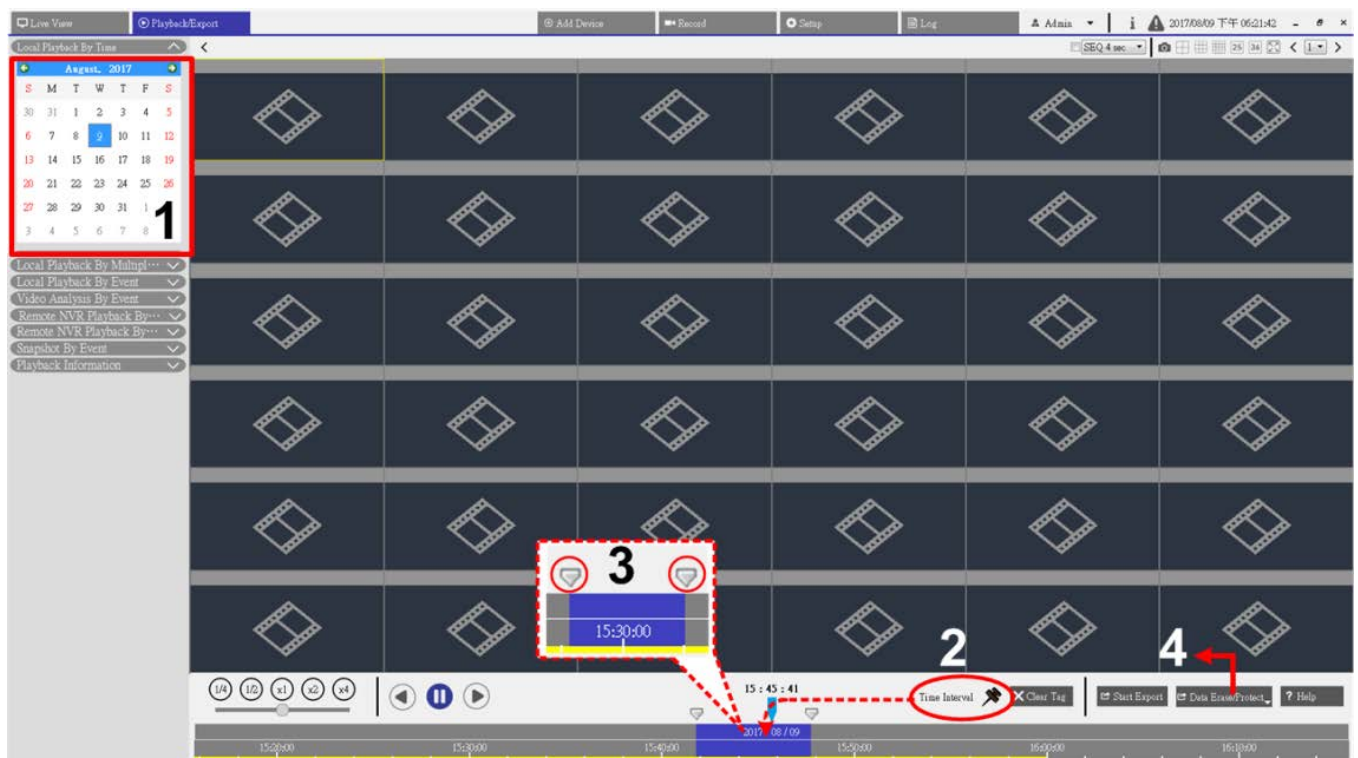 Live View
Playback/Export
Add Device
Record
Setup
Log
Admin
i
2017/08/09 下午 06:21:42
Local Playback By Time
SEQ 4 sec
25
36
1
August, 2017
S M T W T F S
30 31 1 2 3 4 5
6 7 8 9 10 11 12
13 14 15 16 17 18 19
20 21 22 23 24 25 26
27 28 29 30 31 1
3 4 5 6 7 8
1
Local Playback By Multipl···
Local Playback By Event
Video Analysis By Event
Remote NVR Playback By···
Remote NVR Playback By···
Snapshot By Event
Playback Information
3
15:30:00
2
4
1/4 1/2 x1 x2 x4
15 : 45 : 41
Time Interval
Clear Tag
Start Export
Data Erase/Protect
? Help
2017 / 08 / 09
15:20:00 15:30:00 15:40:00 15:50:00 16:00:00 16:10:00